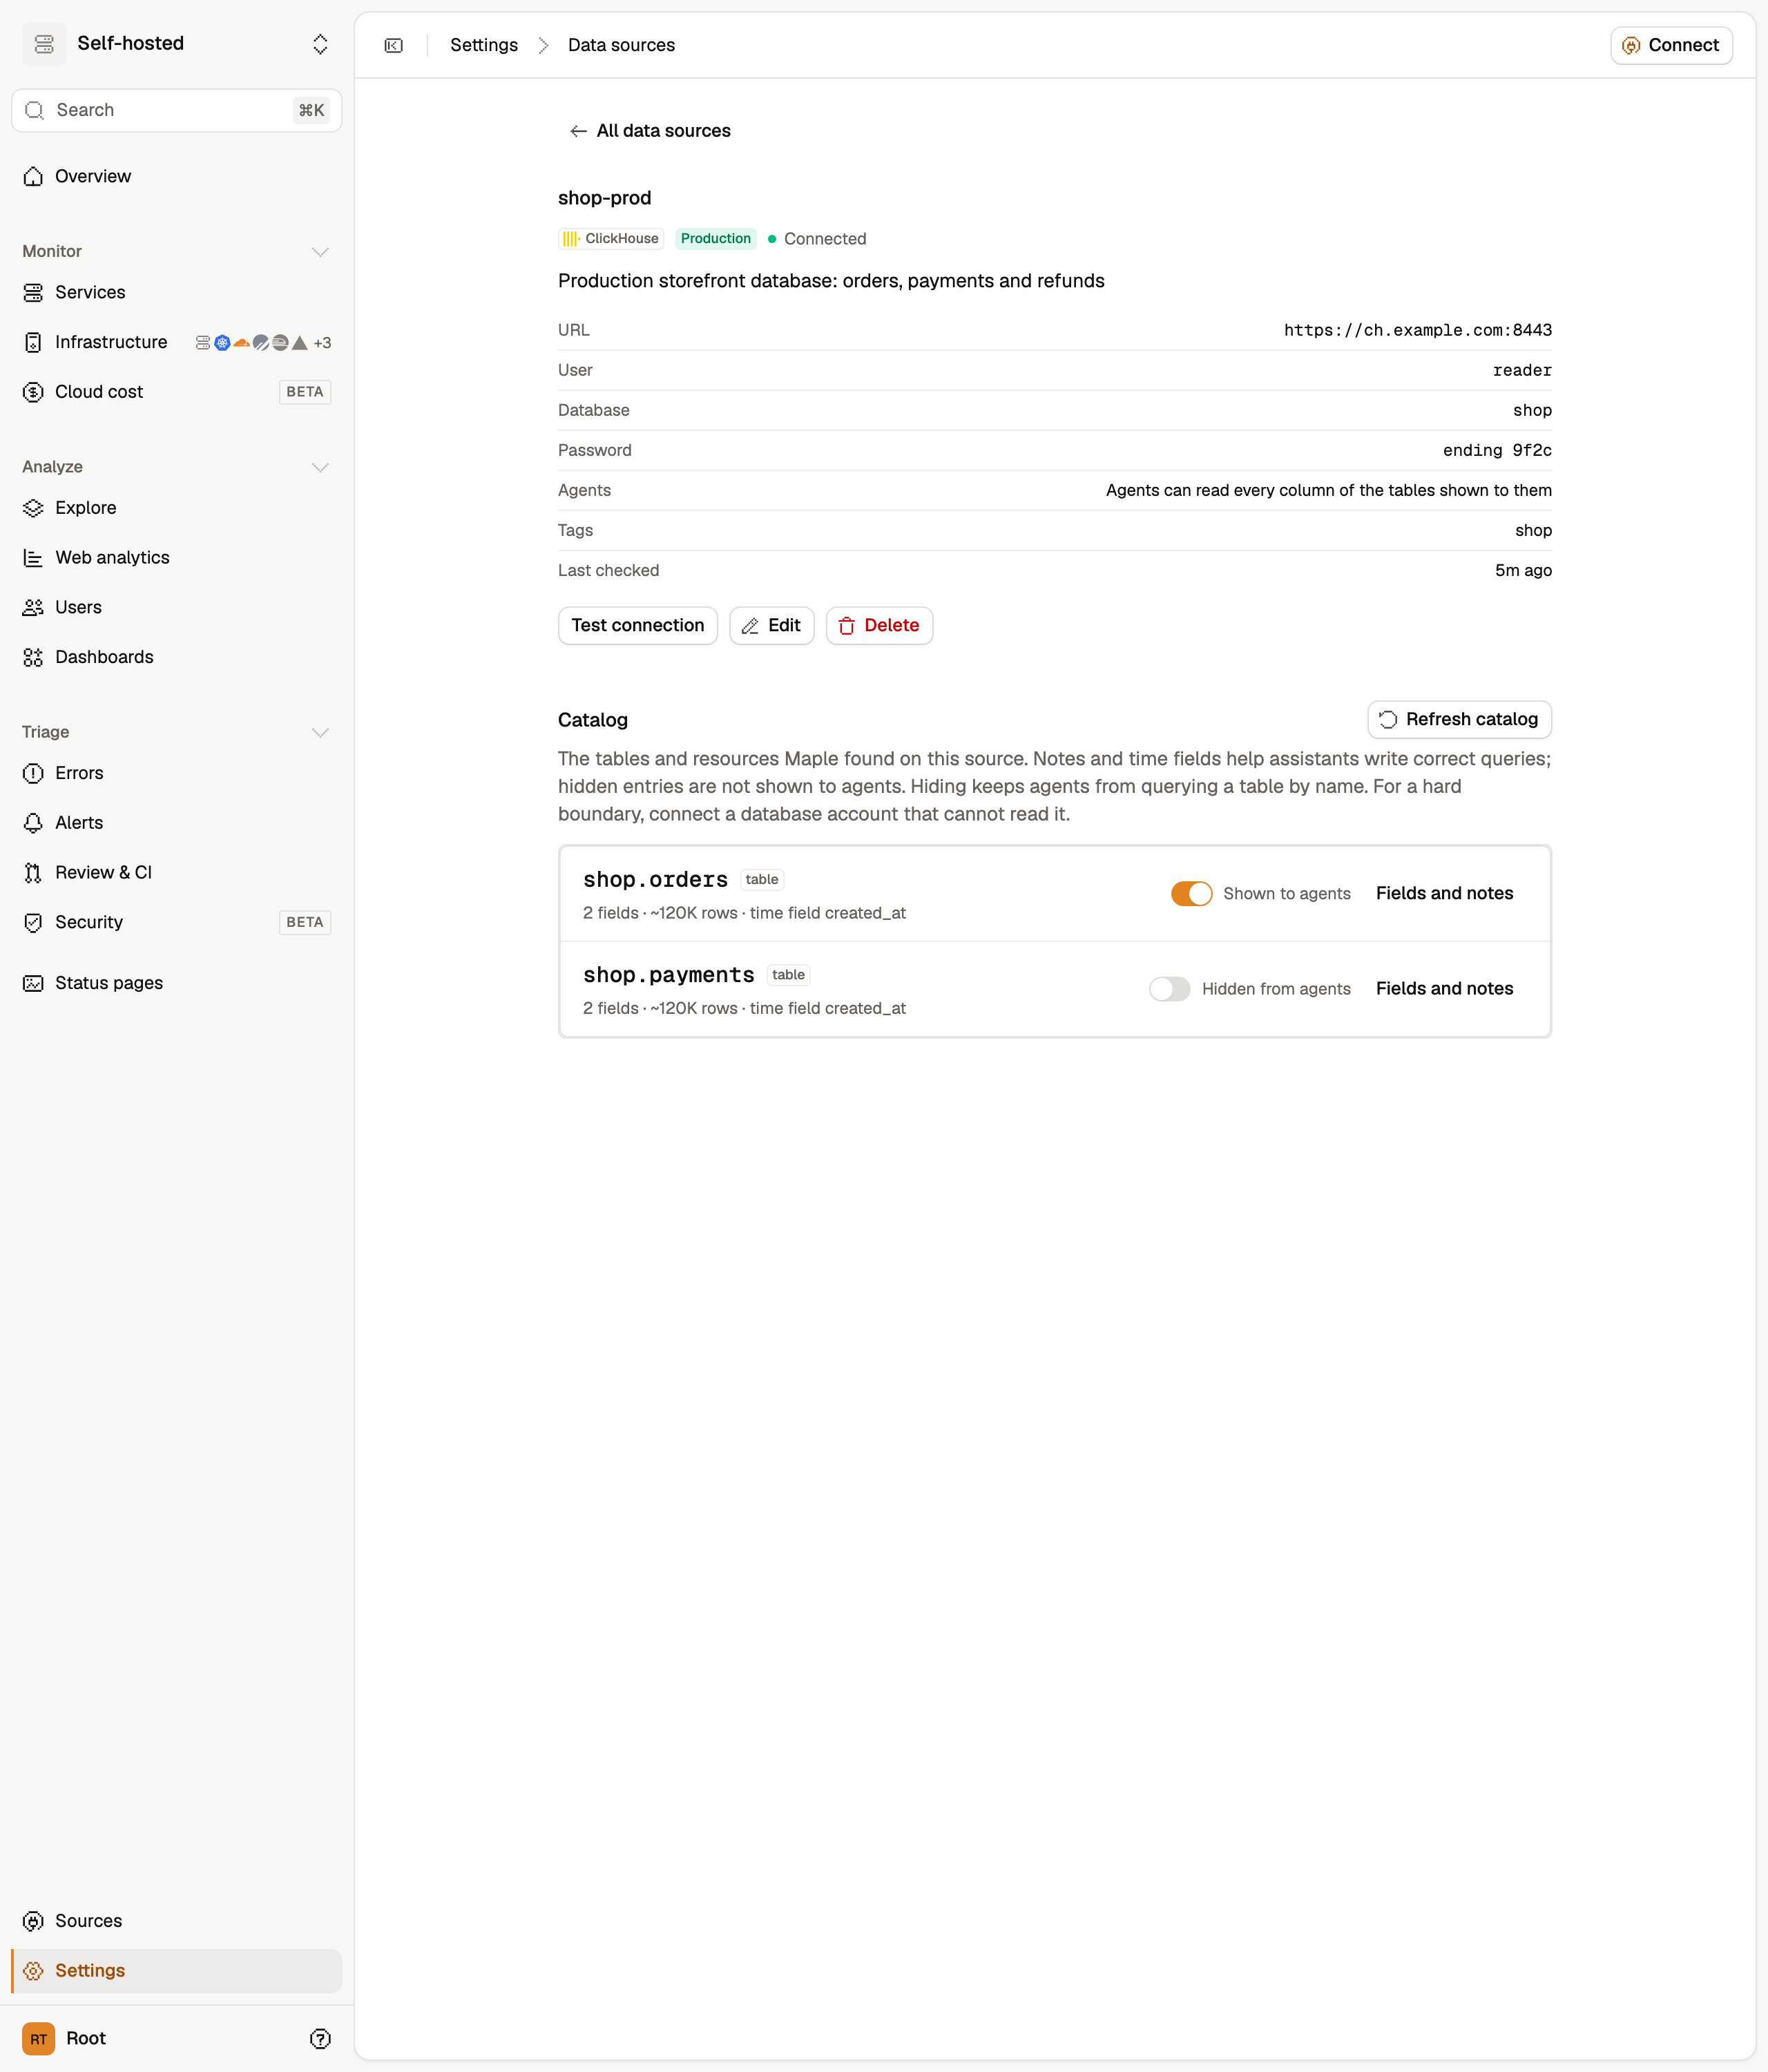 Self-hosted
Search ⌘K
Overview
Monitor
Services
Infrastructure +3
Cloud cost BETA
Analyze
Explore
Web analytics
Users
Dashboards
Triage
Errors
Alerts
Review & CI
Security BETA
Status pages
Sources
Settings
RT Root
Settings Data sources
Connect
All data sources
shop-prod
ClickHouse Production Connected
Production storefront database: orders, payments and refunds
URL https://ch.example.com:8443
User reader
Database shop
Password ending 9f2c
Agents Agents can read every column of the tables shown to them
Tags shop
Last checked 5m ago
Test connection Edit Delete
Catalog Refresh catalog
The tables and resources Maple found on this source. Notes and time fields help assistants write correct queries;
hidden entries are not shown to agents. Hiding keeps agents from querying a table by name. For a hard
boundary, connect a database account that cannot read it.
shop.orders table
2 fields · ~120K rows · time field created_at
Shown to agents Fields and notes
shop.payments table
2 fields · ~120K rows · time field created_at
Hidden from agents Fields and notes